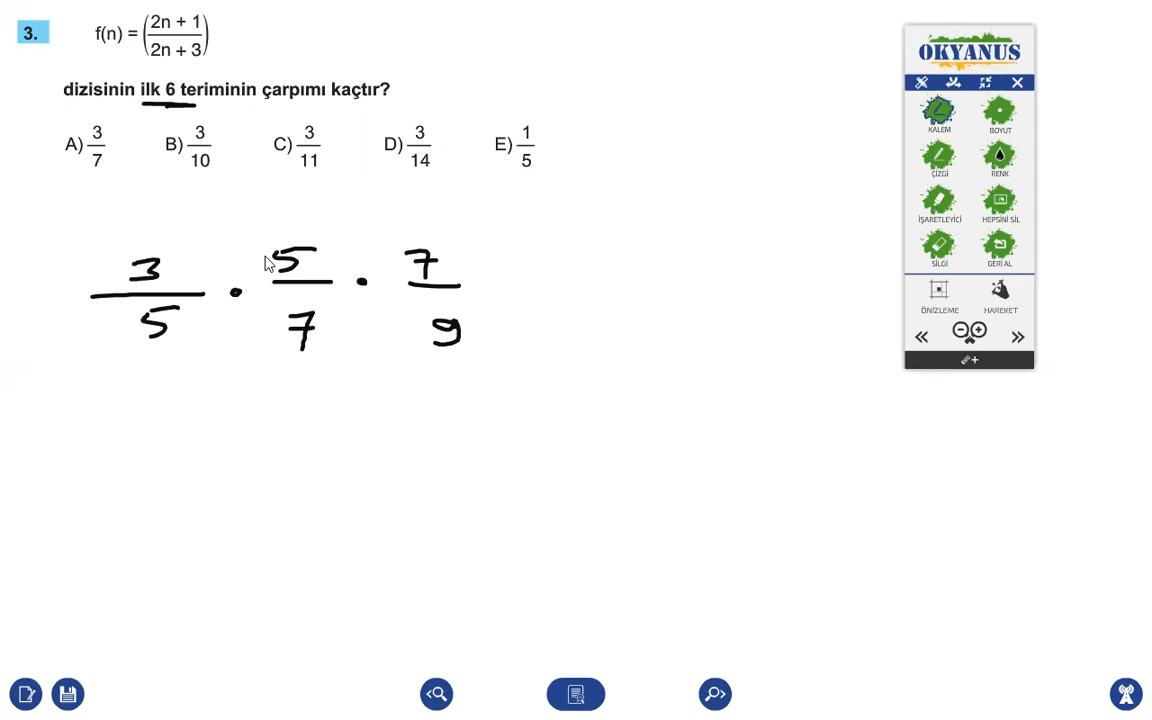 3.
f(n) = (2n + 1 / 2n + 3)
dizisinin ilk 6 teriminin çarpımı kaçtır?
A) 3/7 B) 3/10 C) 3/11 D) 3/14 E) 1/5
3/5 . 5/7 . 7/9
OKYANUS
KALEM BOYUT
ÇİZGİ RENK
İŞARETLEYİCİ HEPSİNİ SİL
SİLGİ GERİ AL
ÖNİZLEME HAREKET